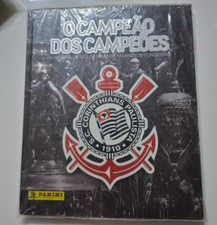 O CAMPEÃO
DOS CAMPEÕES
S.C. CORINTHIANS PAULISTA
1910
PANINI